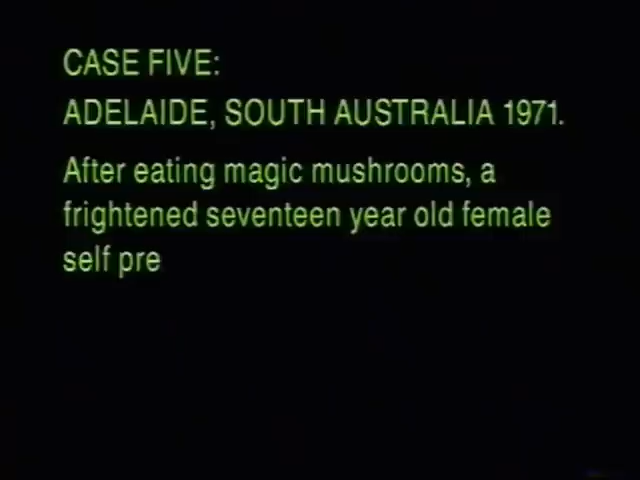 CASE FIVE:
ADELAIDE, SOUTH AUSTRALIA 1971.
After eating magic mushrooms, a
frightened seventeen year old female
self pre